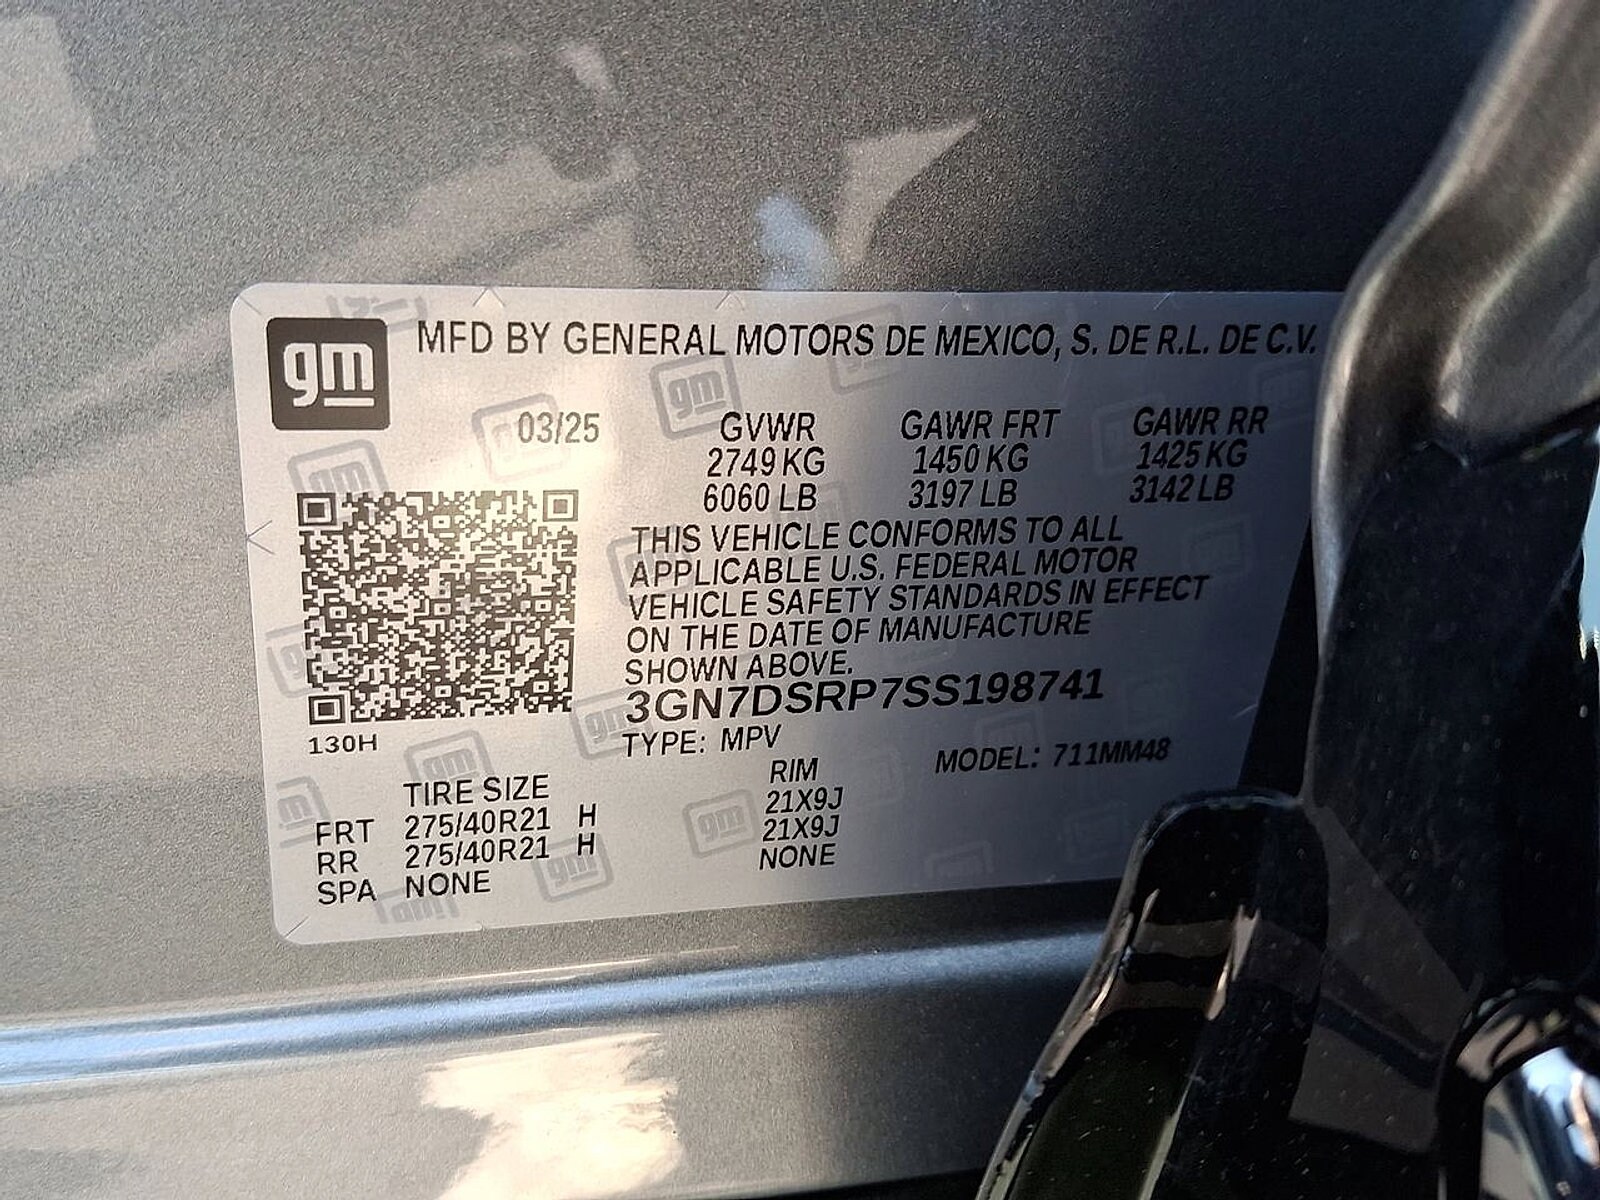 gm
MFD BY GENERAL MOTORS DE MEXICO, S. DE R.L. DE C.V.
03/25 GVWR GAWR FRT GAWR RR
2749 KG 1450 KG 1425 KG
6060 LB 3197 LB 3142 LB
THIS VEHICLE CONFORMS TO ALL
APPLICABLE U.S. FEDERAL MOTOR
VEHICLE SAFETY STANDARDS IN EFFECT
ON THE DATE OF MANUFACTURE
SHOWN ABOVE.
3GN7DSRP7SS198741
130H
TYPE: MPV MODEL: 711MM48
TIRE SIZE RIM
FRT 275/40R21 H 21X9J
RR 275/40R21 H 21X9J
SPA NONE NONE